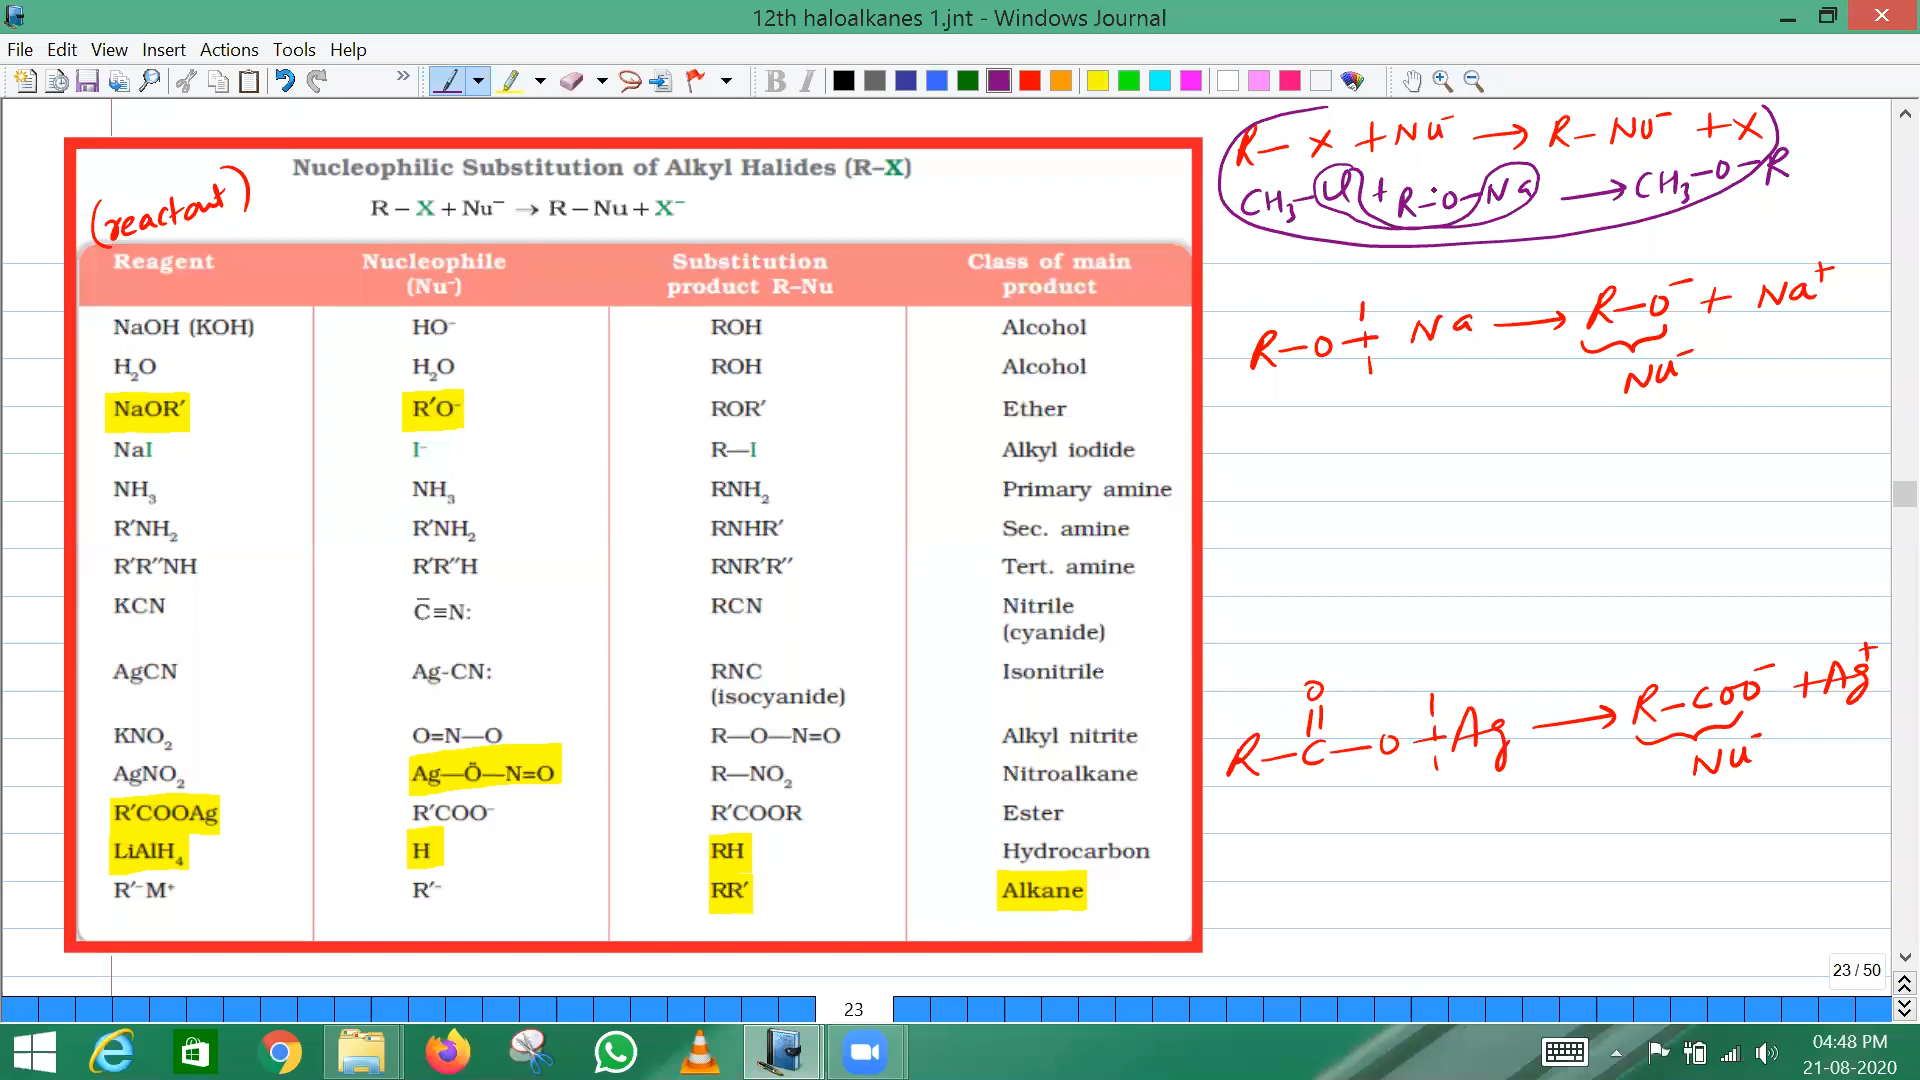 12th haloalkanes 1.jnt - Windows Journal
File Edit View Insert Actions Tools Help
Nucleophilic Substitution of Alkyl Halides (R–X)
R – X + Nu⁻ → R – Nu + X⁻
(reactout)
Reagent Nucleophile (Nu⁻) Substitution product R–Nu Class of main product
NaOH (KOH) HO⁻ ROH Alcohol
H₂O H₂O ROH Alcohol
NaOR′ R′O⁻ ROR′ Ether
NaI I⁻ R—I Alkyl iodide
NH₃ NH₃ RNH₂ Primary amine
R′NH₂ R′NH₂ RNHR′ Sec. amine
R′R″NH R′R″H RNR′R″ Tert. amine
KCN C̄≡N: RCN Nitrile (cyanide)
AgCN Ag-CN: RNC (isocyanide) Isonitrile
KNO₂ O=N—O R—O—N=O Alkyl nitrite
AgNO₂ Ag—Ö—N=O R—NO₂ Nitroalkane
R′COOAg R′COO⁻ R′COOR Ester
LiAlH₄ H RH Hydrocarbon
R′⁻M⁺ R′⁻ RR′ Alkane
R– X + Nu⁻ → R– Nu⁻ + X
CH₃–Cl + R–O–Na → CH₃–O–R
R–O Na → R–O⁻ + Na⁺
Nu⁻
O
R–C–O Ag → R–COO⁻ + Ag⁺
Nu⁻
23 / 50
23
04:48 PM
21-08-2020